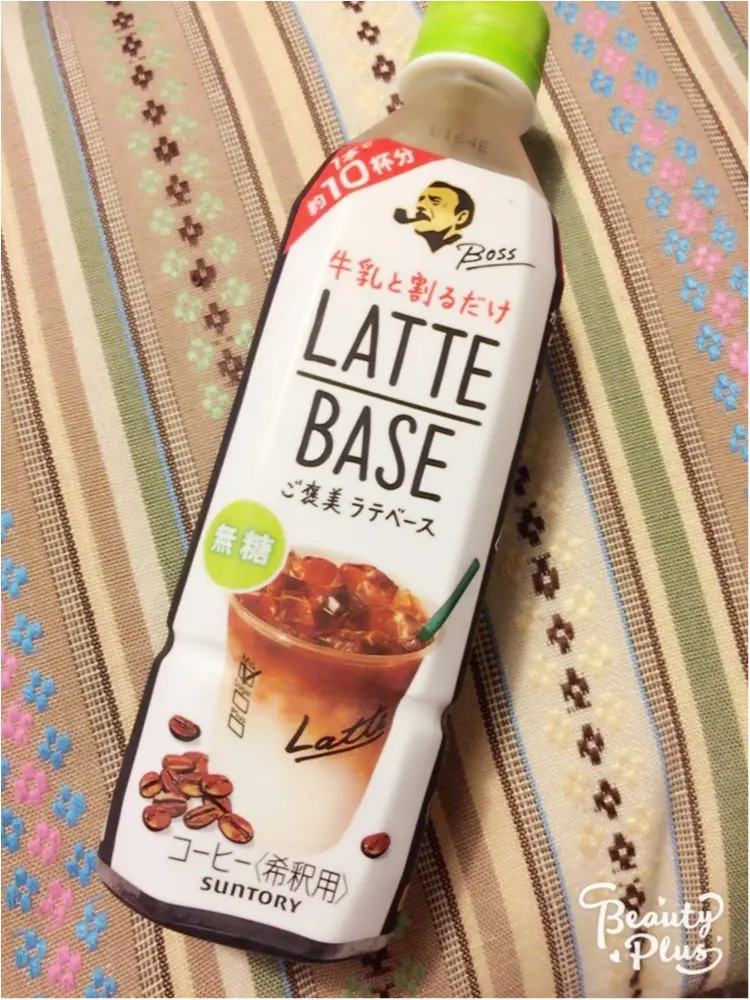 L164E
1本で
約10杯分
Boss
牛乳と割るだけ
LATTE
BASE
ご褒美 ラテベース
無糖
Latte
コーヒー〈希釈用〉
SUNTORY
Beauty
Plus